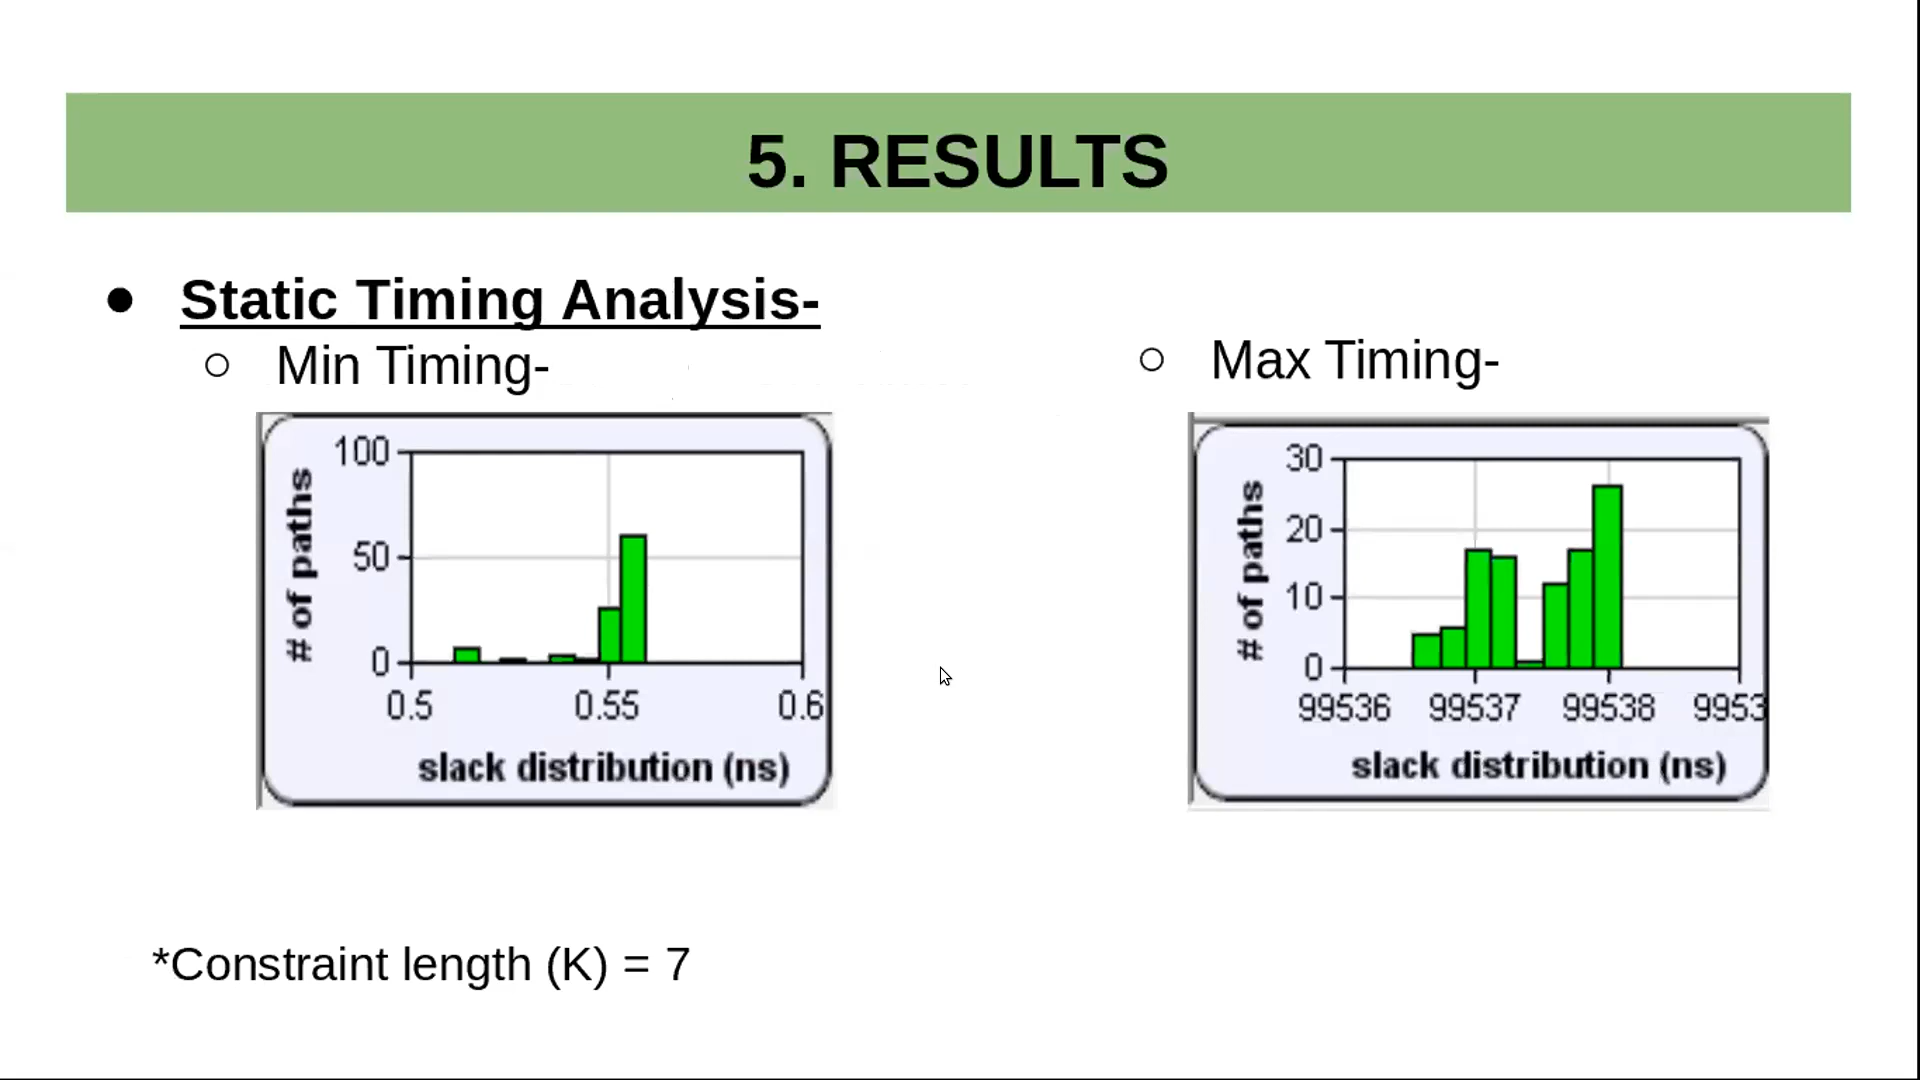 5. RESULTS
● Static Timing Analysis-
○ Min Timing-
# of paths
100
50
0
0.5 0.55 0.6
slack distribution (ns)
○ Max Timing-
# of paths
30
20
10
0
99536 99537 99538 9953
slack distribution (ns)
*Constraint length (K) = 7